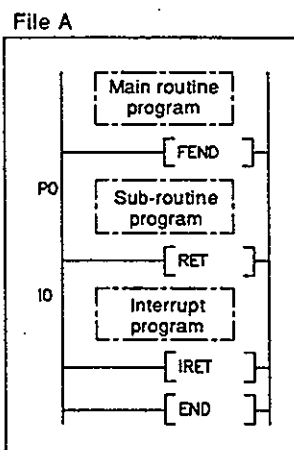 File A
Main routine
program
FEND
P0
Sub-routine
program
RET
I0
Interrupt
program
IRET
END